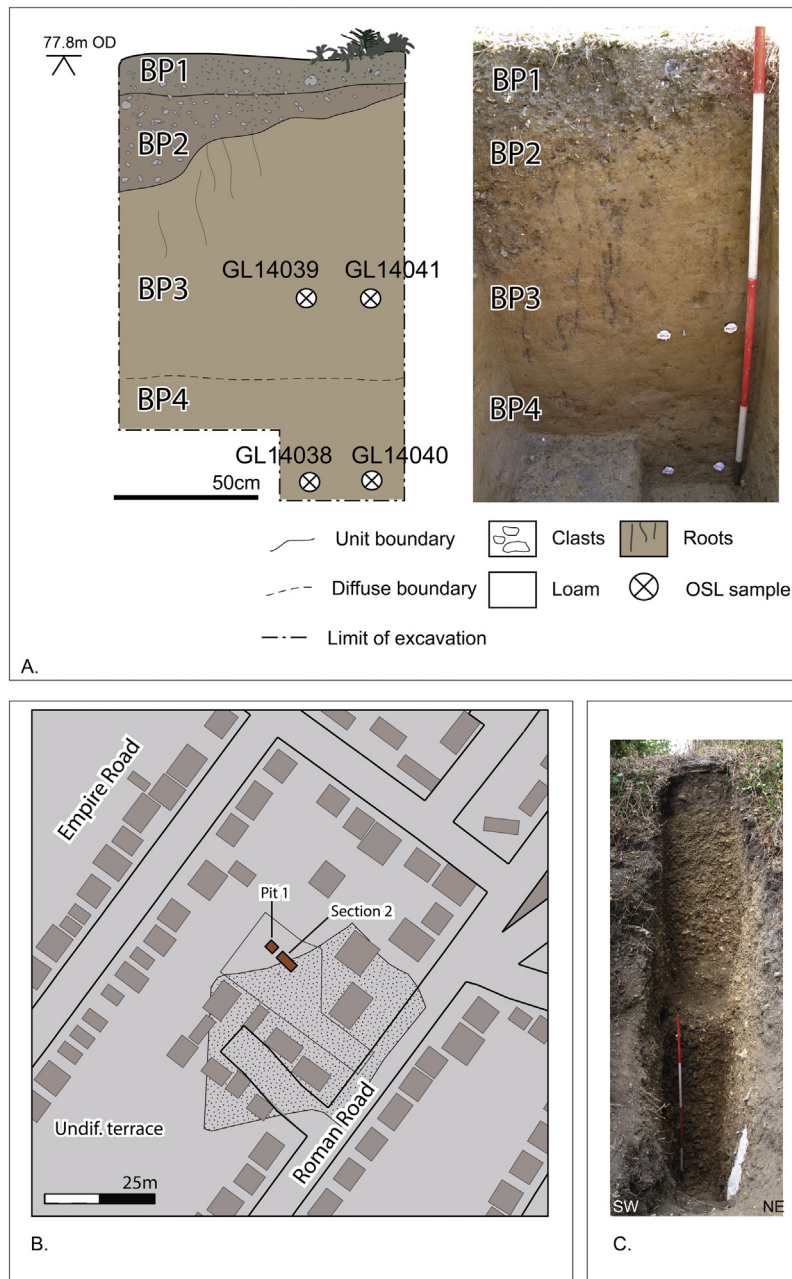 77.8m OD
BP1
BP2
BP3
BP4
GL14039 GL14041
GL14038 GL14040
50cm
BP1
BP2
BP3
BP4
Unit boundary
Clasts
Roots
Diffuse boundary
Loam
OSL sample
Limit of excavation
A.
Empire Road
Pit 1
Section 2
Undif. terrace
Roman Road
25m
B.
SW NE
C.